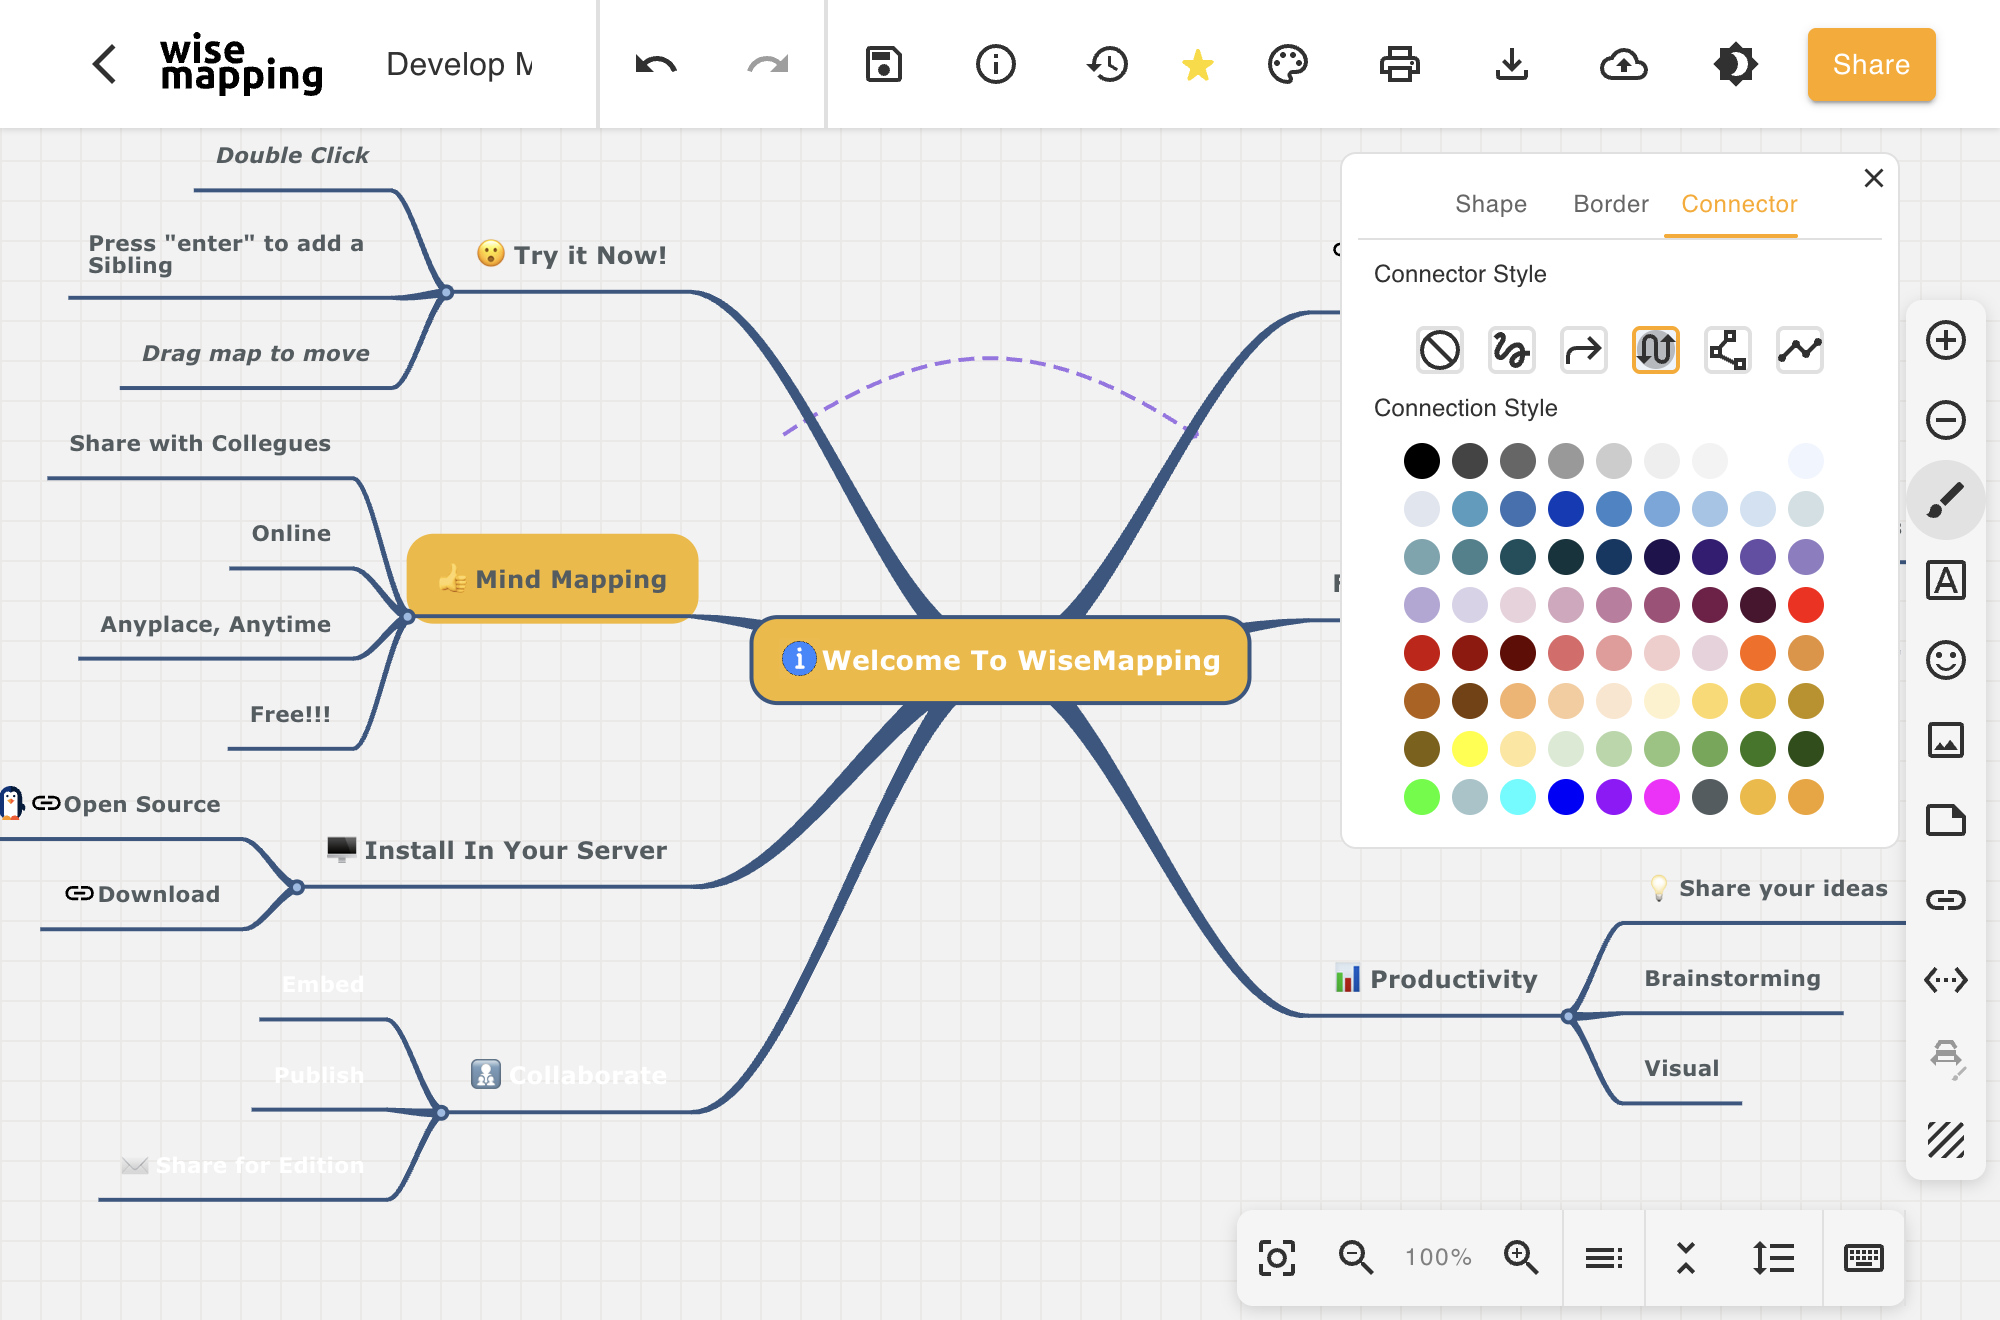 wise
mapping
Develop M
Share
Double Click
Press "enter" to add a
Sibling
Try it Now!
Drag map to move
Share with Collegues
Online
Mind Mapping
Anyplace, Anytime
Free!!!
Welcome To WiseMapping
Open Source
Install In Your Server
Download
Embed
Publish
Collaborate
Share for Edition
Shape
Border
Connector
Connector Style
Connection Style
A
Share your ideas
Productivity
Brainstorming
Visual
100%